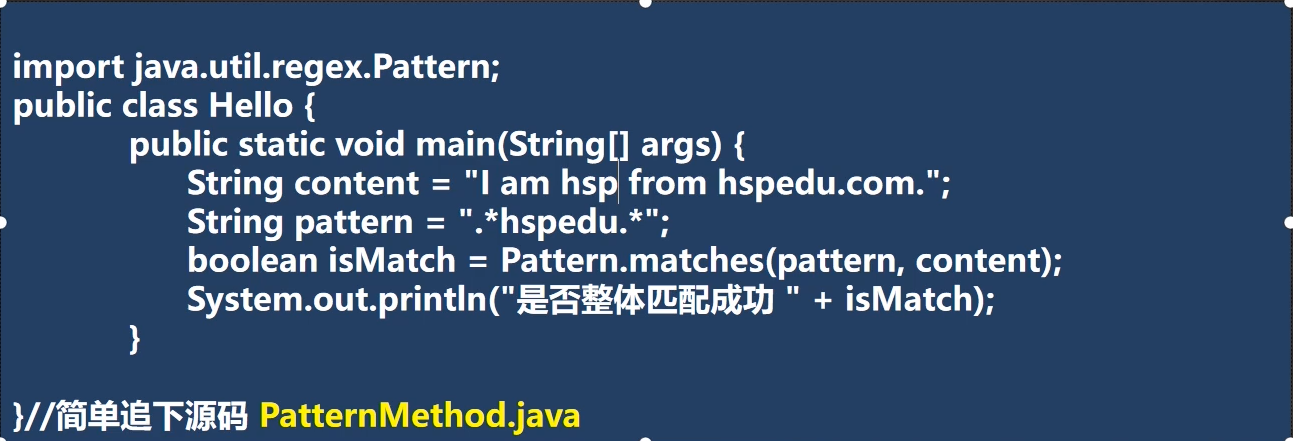 import java.util.regex.Pattern;
public class Hello {
public static void main(String[] args) {
String content = "I am hsp from hspedu.com.";
String pattern = ".*hspedu.*";
boolean isMatch = Pattern.matches(pattern, content);
System.out.println("是否整体匹配成功 " + isMatch);
}
}//简单追下源码 PatternMethod.java